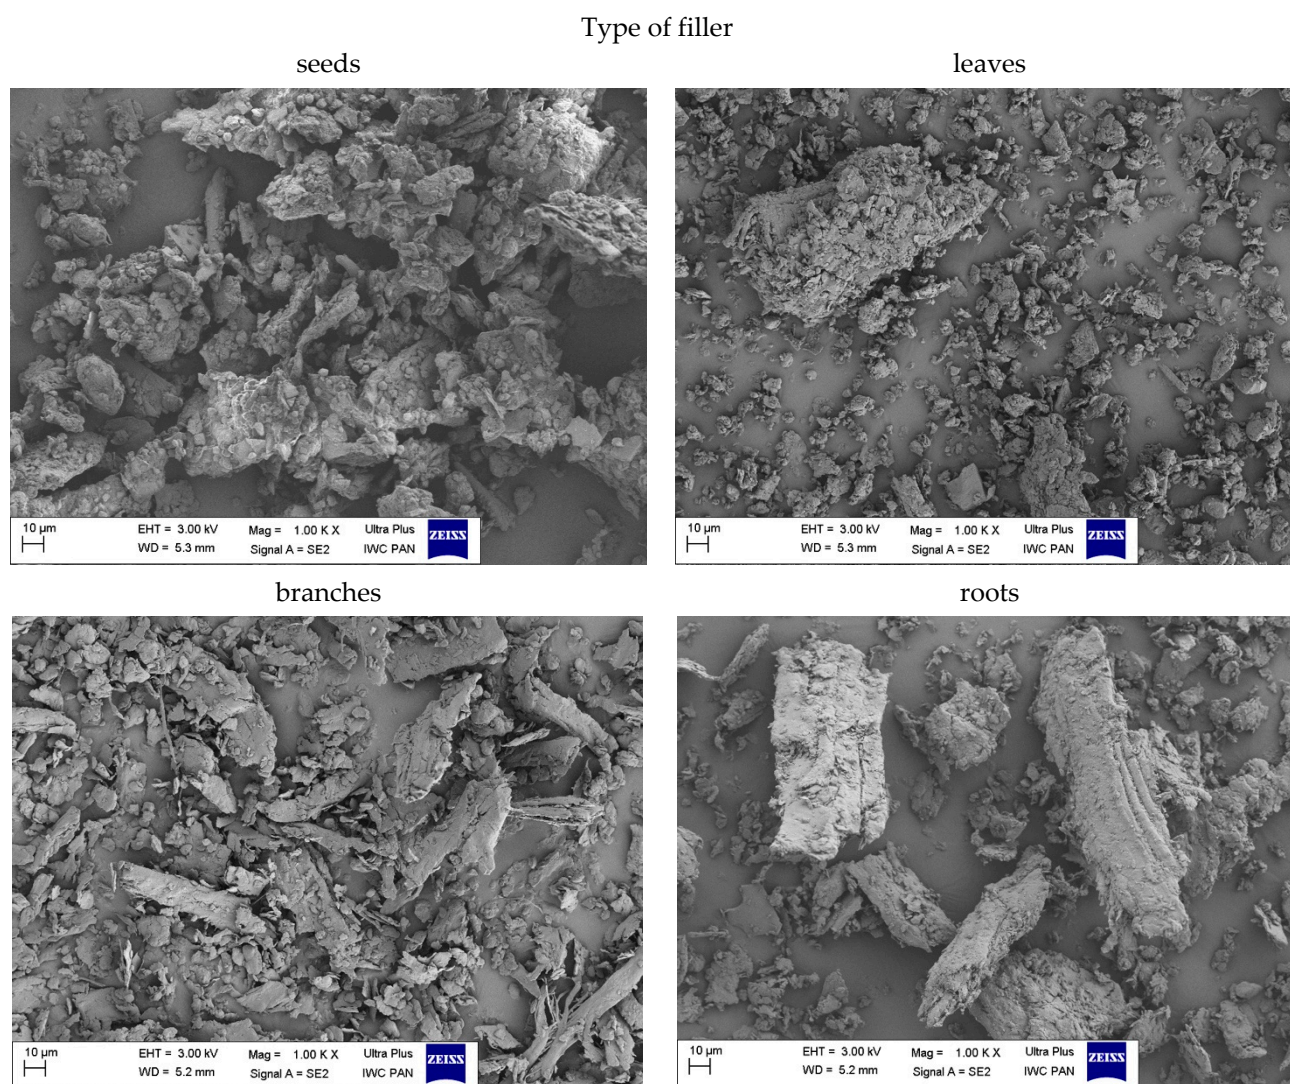 Type of filler
seeds
leaves
10 µm
EHT = 3.00 kV
Mag = 1.00 K X
Ultra Plus
WD = 5.3 mm
Signal A = SE2
IWC PAN
ZEISS
10 µm
EHT = 3.00 kV
Mag = 1.00 K X
Ultra Plus
WD = 5.3 mm
Signal A = SE2
IWC PAN
ZEISS
branches
roots
10 µm
EHT = 3.00 kV
Mag = 1.00 K X
Ultra Plus
WD = 5.2 mm
Signal A = SE2
IWC PAN
ZEISS
10 µm
EHT = 3.00 kV
Mag = 1.00 K X
Ultra Plus
WD = 5.2 mm
Signal A = SE2
IWC PAN
ZEISS